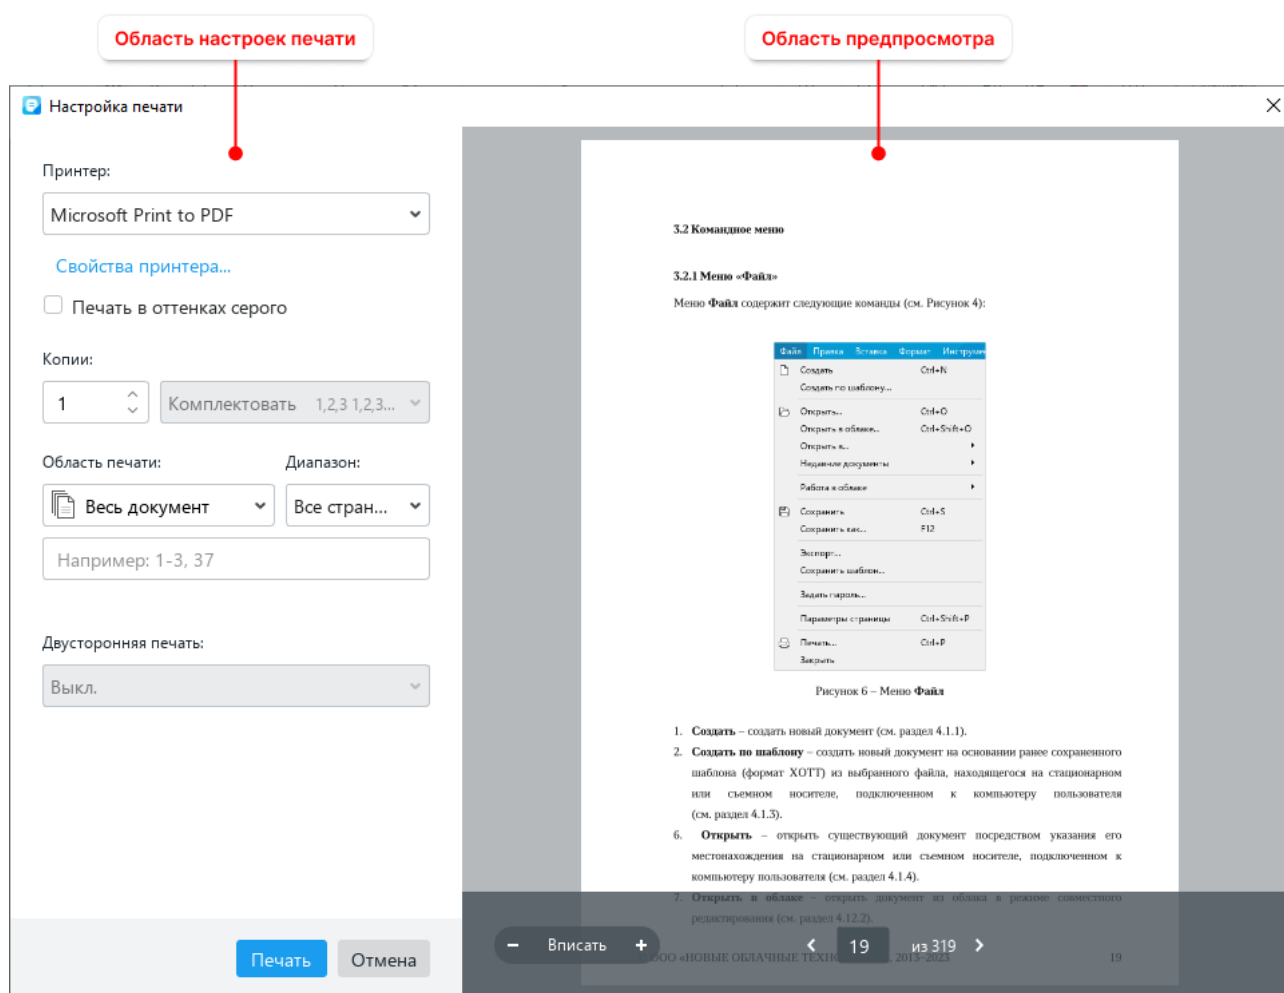 Область настроек печати
Область предпросмотра
Настройка печати
Принтер:
Microsoft Print to PDF
Свойства принтера...
Печать в оттенках серого
Копии:
1
Комплектовать 1,2,3 1,2,3...
Область печати:
Диапазон:
Весь документ
Все стран...
Например: 1-3, 37
Двусторонняя печать:
Выкл.
Печать
Отмена
3.2 Командное меню
3.2.1 Меню «Файл»
Меню Файл содержит следующие команды (см. Рисунок 4):
Файл Правка Вставка Формат Инструмен
Создать Ctrl+N
Создать по шаблону...
Открыть... Ctrl+O
Открыть в облаке... Ctrl+Shift+O
Открыть в...
Недавние документы
Работа в облаке
Сохранить Ctrl+S
Сохранить как... F12
Экспорт...
Сохранить шаблон...
Задать пароль...
Параметры страницы Ctrl+Shift+P
Печать... Ctrl+P
Закрыть
Рисунок 6 – Меню Файл
1. Создать – создать новый документ (см. раздел 4.1.1).
2. Создать по шаблону – создать новый документ на основании ранее сохраненного
шаблона (формат XOTT) из выбранного файла, находящегося на стационарном
или съемном носителе, подключенном к компьютеру пользователя
(см. раздел 4.1.3).
6. Открыть – открыть существующий документ посредством указания его
местонахождения на стационарном или съемном носителе, подключенном к
компьютеру пользователя (см. раздел 4.1.4).
7. Открыть в облаке – открыть документ из облака в режиме совместного
редактирования (см. раздел 4.12.2).
− Вписать +
19 из 319
ООО «НОВЫЕ ОБЛАЧНЫЕ 2013–2023 19